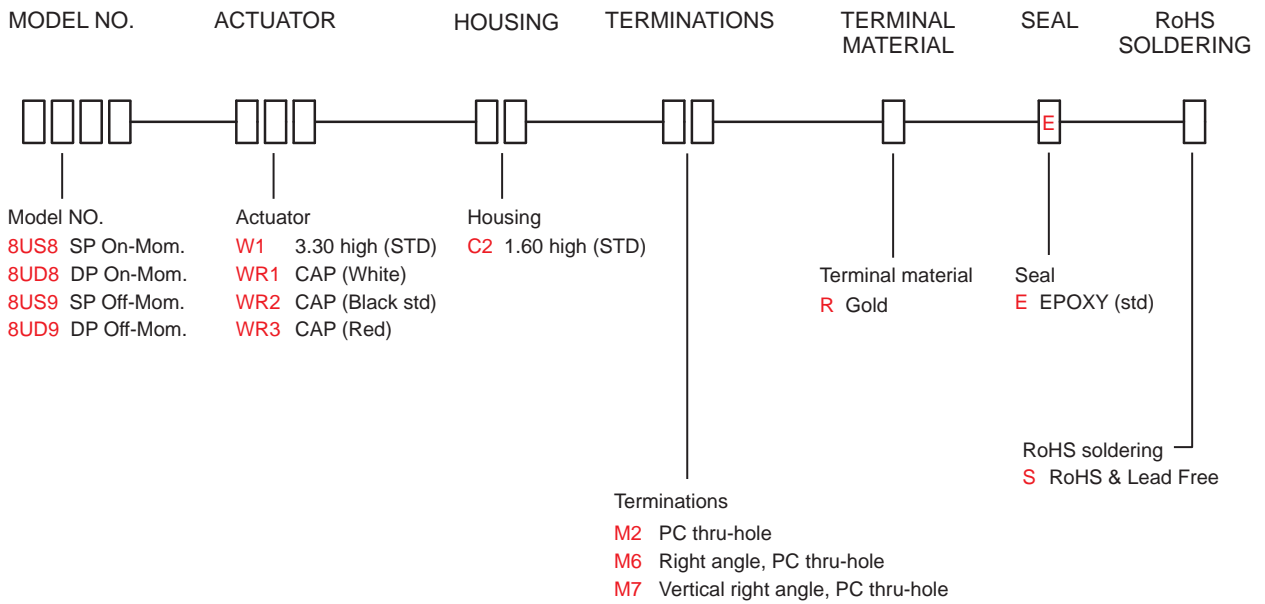 MODEL NO. ACTUATOR HOUSING TERMINATIONS TERMINAL MATERIAL SEAL RoHS SOLDERING
E
Model NO.
8US8 SP On-Mom.
8UD8 DP On-Mom.
8US9 SP Off-Mom.
8UD9 DP Off-Mom.
Actuator
W1 3.30 high (STD)
WR1 CAP (White)
WR2 CAP (Black std)
WR3 CAP (Red)
Housing
C2 1.60 high (STD)
Terminations
M2 PC thru-hole
M6 Right angle, PC thru-hole
M7 Vertical right angle, PC thru-hole
Terminal material
R Gold
Seal
E EPOXY (std)
RoHS soldering
S RoHS & Lead Free